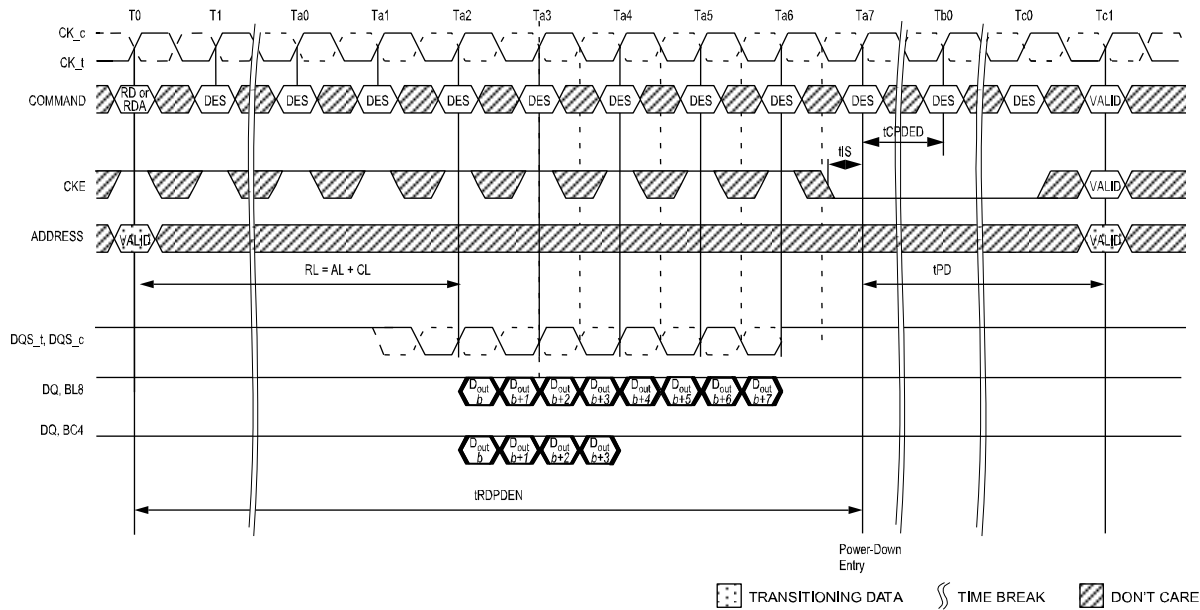 T0 T1 Ta0 Ta1 Ta2 Ta3 Ta4 Ta5 Ta6 Ta7 Tb0 Tc0 Tc1
CK_c
CK_t
COMMAND RD or RDA DES DES DES DES DES DES DES DES DES DES DES VALID
tCPDED
tIS
CKE VALID
ADDRESS VALID VALID
RL = AL + CL tPD
DQS_t, DQS_c
DQ, BL8 Dout b Dout b+1 Dout b+2 Dout b+3 Dout b+4 Dout b+5 Dout b+6 Dout b+7
DQ, BC4 Dout b Dout b+1 Dout b+2 Dout b+3
tRDPDEN
Power-Down
Entry
TRANSITIONING DATA TIME BREAK DON'T CARE